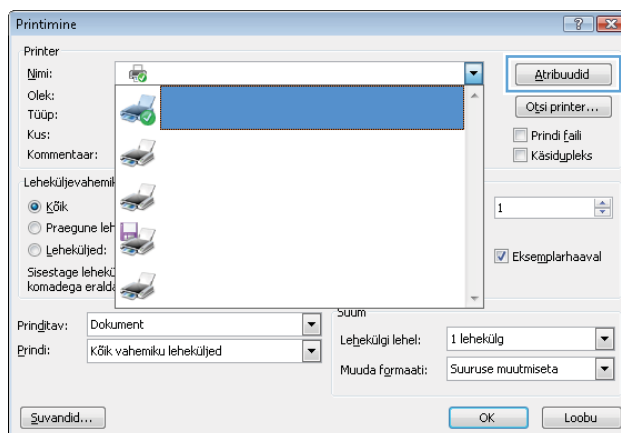 Printimine
Printer
Nimi:
Atribuudid
Olek:
Tüüp:
Otsi printer...
Kus:
Prindi faili
Kommentaar:
Käsidupleks
Leheküljevahemik
Kõik
1
Praegune leh
Leheküljed:
Eksemplarhaaval
Sisestage lehekü
komadega eralda
Suum
Prinditav: Dokument
Lehekülgi lehel: 1 lehekülg
Prindi: Kõik vahemiku leheküljed
Muuda formaati: Suuruse muutmiseta
Suvandid...
OK
Loobu